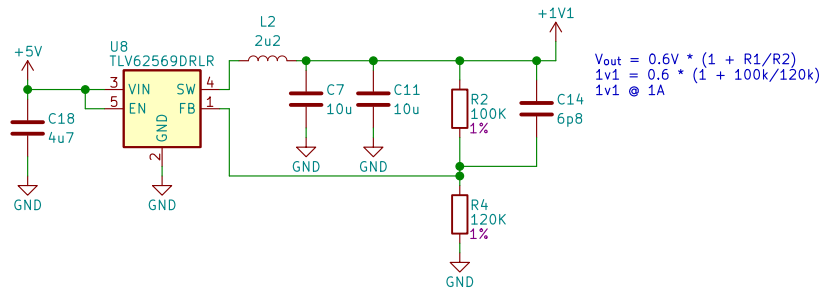 +5V
U8
TLV62569DRLR
3
VIN
SW
4
5
EN
FB
1
GND
2
GND
C18
4u7
GND
L2
2u2
C7
10u
GND
C11
10u
GND
R2
100K
1%
C14
6p8
+1V1
R4
120K
1%
GND
Vout = 0.6V * (1 + R1/R2)
1v1 = 0.6 * (1 + 100k/120k)
1v1 @ 1A